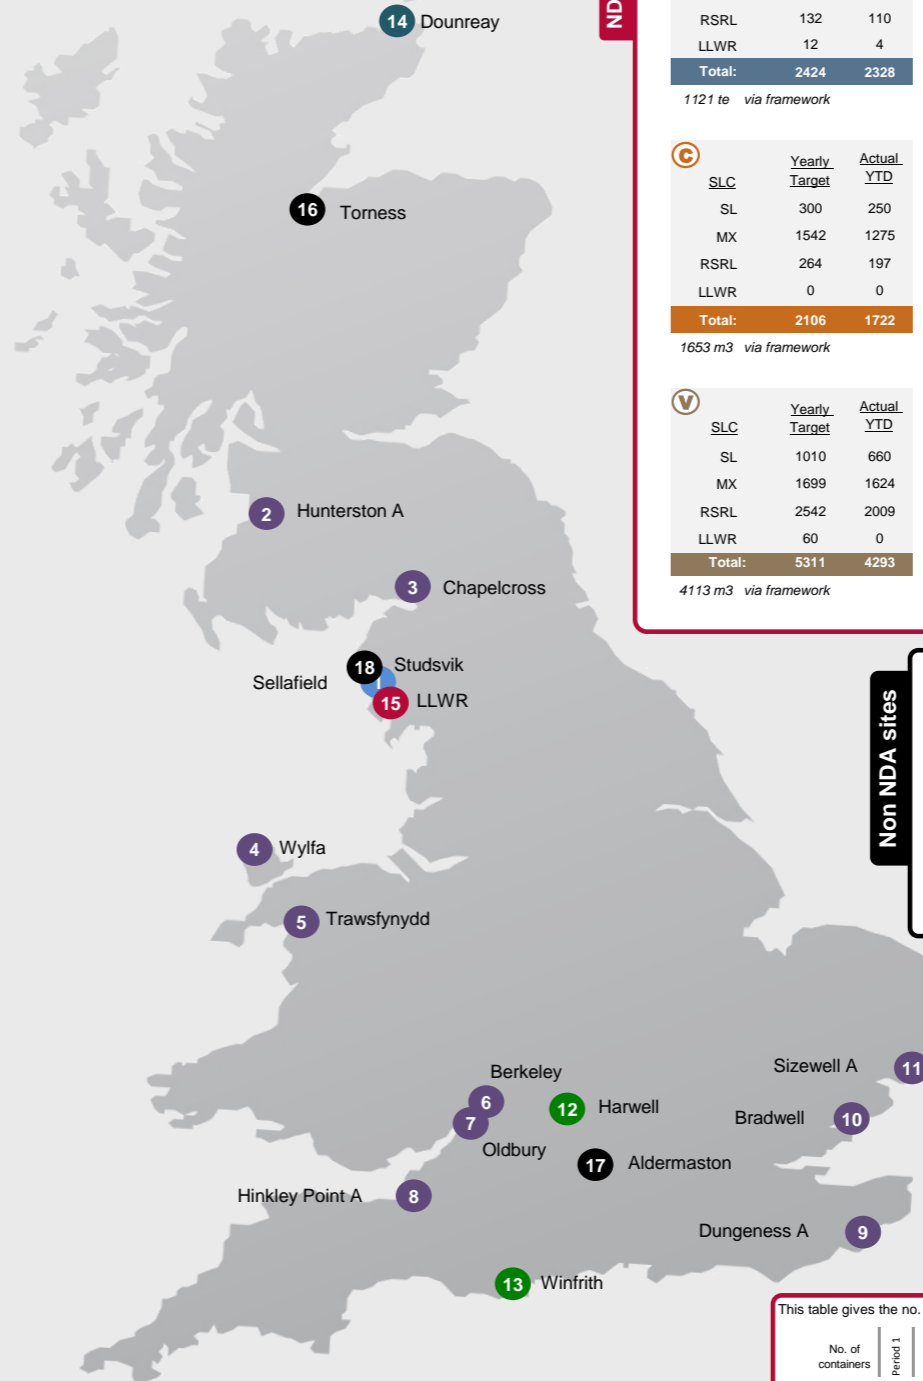 14 Dounreay
ND
RSRL 132 110
LLWR 12 4
Total: 2424 2328
1121 te via framework
16 Torness
C
SLC Yearly Target Actual YTD
SL 300 250
MX 1542 1275
RSRL 264 197
LLWR 0 0
Total: 2106 1722
1653 m3 via framework
V
SLC Yearly Target Actual YTD
SL 1010 660
MX 1699 1624
RSRL 2542 2009
LLWR 60 0
Total: 5311 4293
4113 m3 via framework
2 Hunterston A
3 Chapelcross
18 Studsvik
Sellafield
15 LLWR
Non NDA sites
4 Wylfa
5 Trawsfynydd
Sizewell A 11
Berkeley
6
12 Harwell
Bradwell 10
7
Oldbury
17 Aldermaston
Hinkley Point A 8
Dungeness A 9
13 Winfrith
This table gives the no.
No. of
containers
Period 1